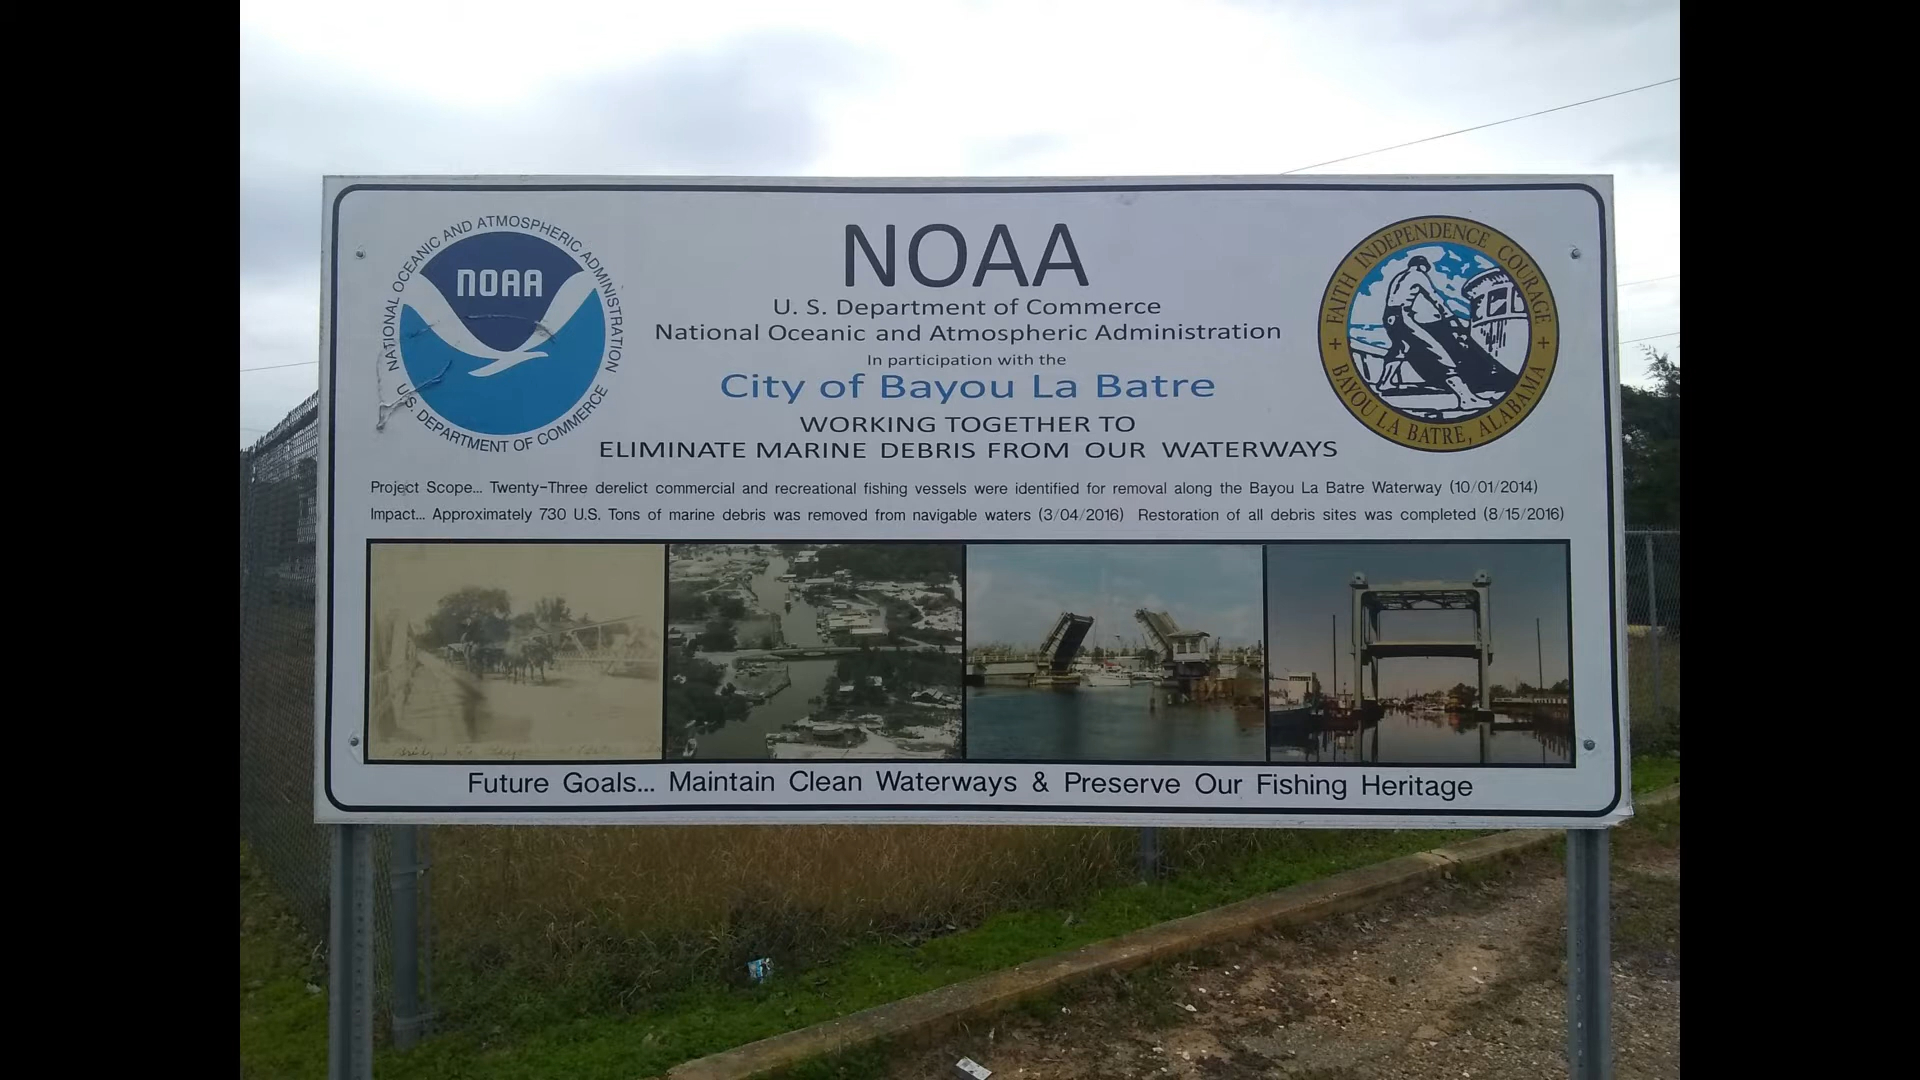 NATIONAL OCEANIC AND ATMOSPHERIC ADMINISTRATION
U.S. DEPARTMENT OF COMMERCE
NOAA
NOAA
U. S. Department of Commerce
National Oceanic and Atmospheric Administration
In participation with the
City of Bayou La Batre
WORKING TOGETHER TO
ELIMINATE MARINE DEBRIS FROM OUR WATERWAYS
FAITH INDEPENDENCE COURAGE
+ BAYOU LA BATRE, ALABAMA +
Project Scope... Twenty-Three derelict commercial and recreational fishing vessels were identified for removal along the Bayou La Batre Waterway (10/01/2014)
Impact... Approximately 730 U.S. Tons of marine debris was removed from navigable waters (3/04/2016) Restoration of all debris sites was completed (8/15/2016)
Future Goals... Maintain Clean Waterways & Preserve Our Fishing Heritage